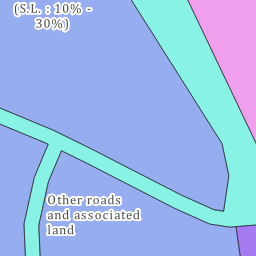 (S.L. : 10% -
30%)
Other roads
and associated
land